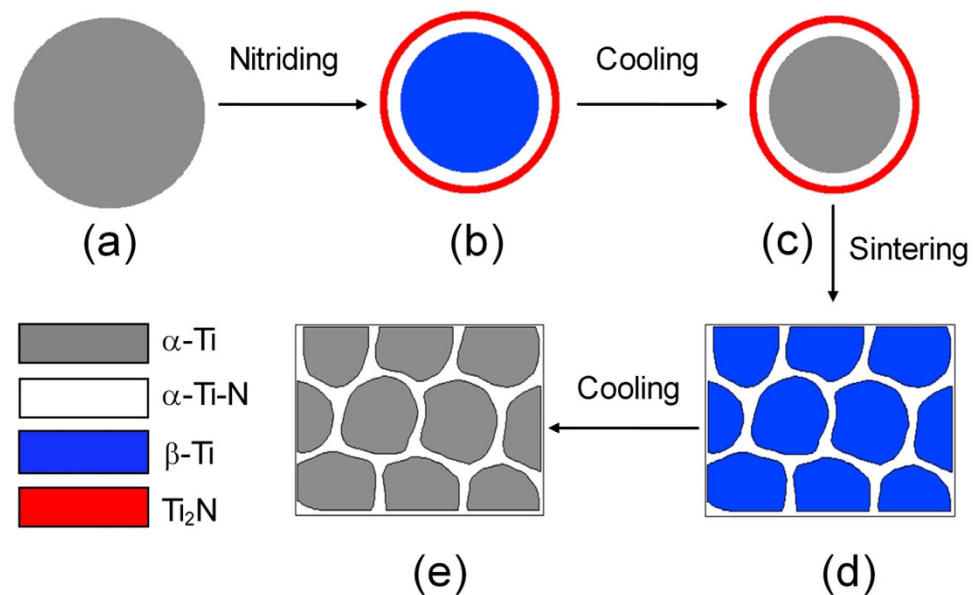 Nitriding
Cooling
(a)
(b)
(c)
Sintering
α-Ti
α-Ti-N
β-Ti
Ti₂N
Cooling
(e)
(d)